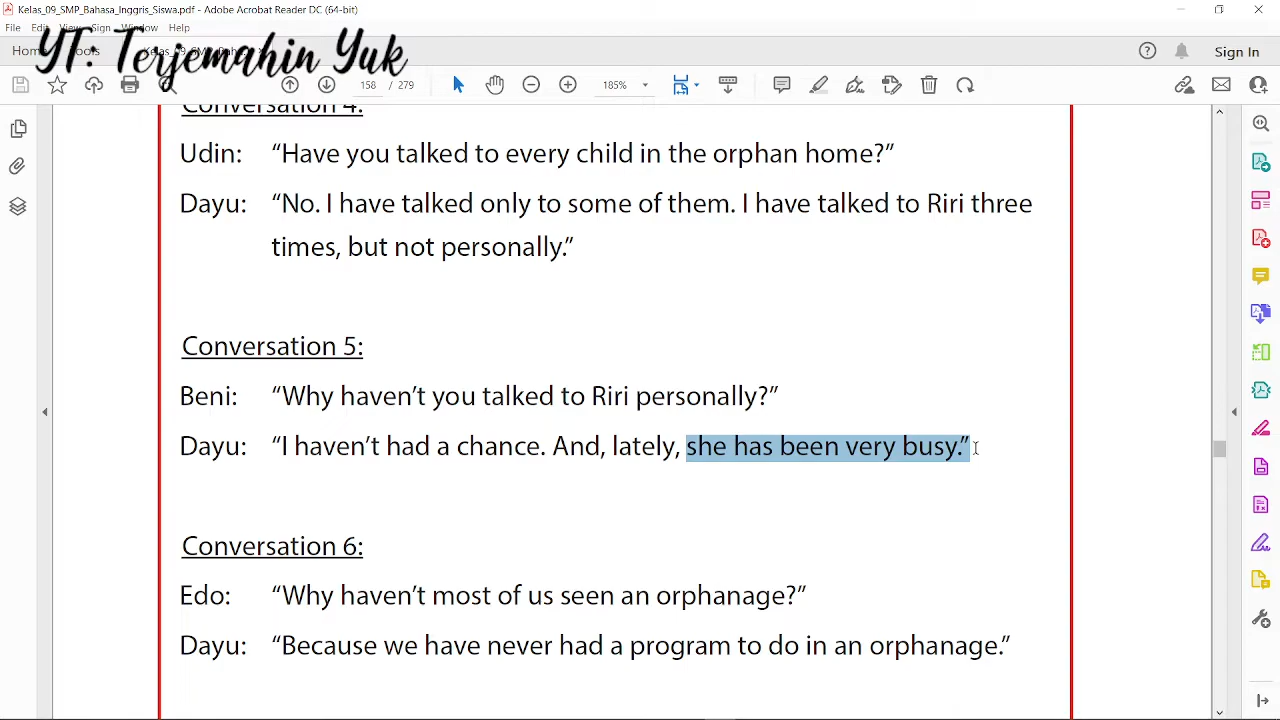 Kelas_09_SMP_Bahasa_Inggris_Siswa.pdf - Adobe Acrobat Reader DC (64-bit)
File Edit View Sign Window Help
YT: Terjemahin Yuk
Home Tools
Sign In
158 / 279
185%
Conversation 4:
Udin: “Have you talked to every child in the orphan home?”
Dayu: “No. I have talked only to some of them. I have talked to Riri three
times, but not personally.”
Conversation 5:
Beni: “Why haven’t you talked to Riri personally?”
Dayu: “I haven’t had a chance. And, lately, she has been very busy.”
Conversation 6:
Edo: “Why haven’t most of us seen an orphanage?”
Dayu: “Because we have never had a program to do in an orphanage.”